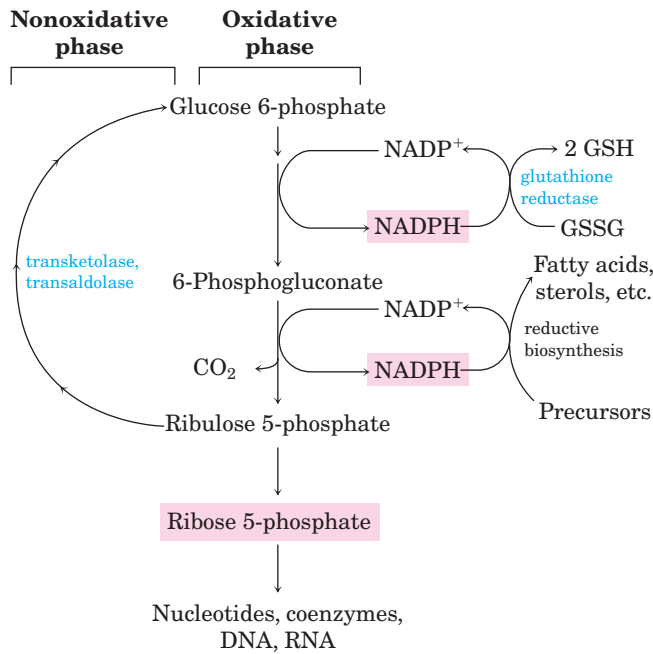 Nonoxidative
phase
Oxidative
phase
Glucose 6-phosphate
NADP⁺
2 GSH
glutathione
reductase
NADPH
GSSG
transketolase,
transaldolase
6-Phosphogluconate
Fatty acids,
sterols, etc.
NADP⁺
reductive
biosynthesis
CO₂
NADPH
Precursors
Ribulose 5-phosphate
Ribose 5-phosphate
Nucleotides, coenzymes,
DNA, RNA